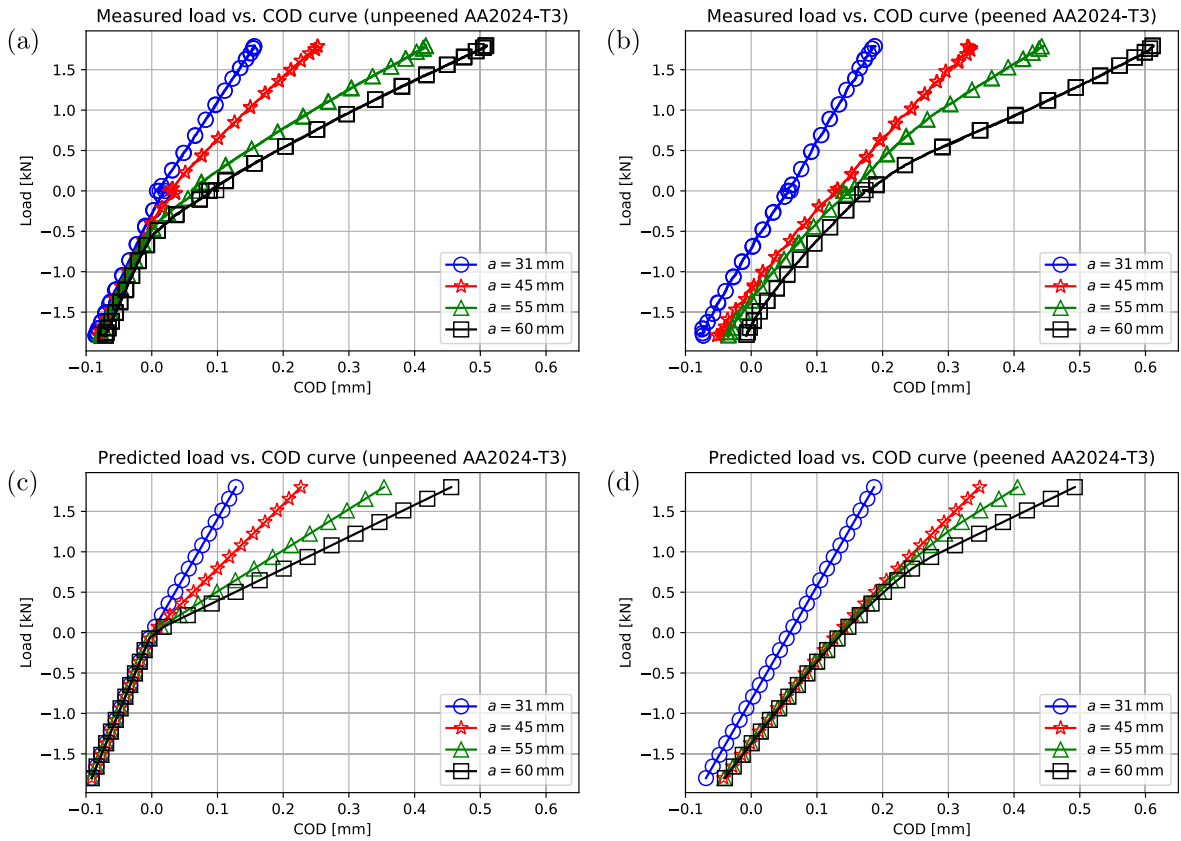 Measured load vs. COD curve (unpeened AA2024-T3)
(a)
1.5
1.0
0.5
0.0
−0.5
−1.0
−1.5
Load [kN]
a = 31 mm
a = 45 mm
a = 55 mm
a = 60 mm
−0.1 0.0 0.1 0.2 0.3 0.4 0.5 0.6
COD [mm]
Measured load vs. COD curve (peened AA2024-T3)
(b)
1.5
1.0
0.5
0.0
−0.5
−1.0
−1.5
Load [kN]
a = 31 mm
a = 45 mm
a = 55 mm
a = 60 mm
−0.1 0.0 0.1 0.2 0.3 0.4 0.5 0.6
COD [mm]
Predicted load vs. COD curve (unpeened AA2024-T3)
(c)
1.5
1.0
0.5
0.0
−0.5
−1.0
−1.5
Load [kN]
a = 31 mm
a = 45 mm
a = 55 mm
a = 60 mm
−0.1 0.0 0.1 0.2 0.3 0.4 0.5 0.6
COD [mm]
Predicted load vs. COD curve (peened AA2024-T3)
(d)
1.5
1.0
0.5
0.0
−0.5
−1.0
−1.5
Load [kN]
a = 31 mm
a = 45 mm
a = 55 mm
a = 60 mm
−0.1 0.0 0.1 0.2 0.3 0.4 0.5 0.6
COD [mm]